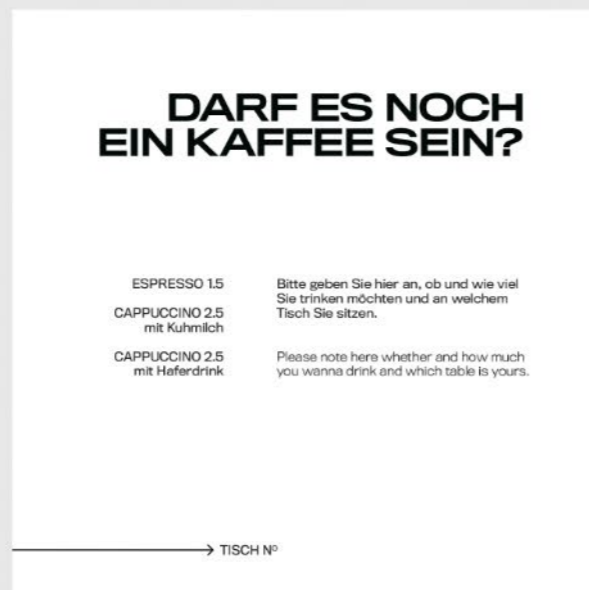 DARF ES NOCH
EIN KAFFEE SEIN?
ESPRESSO 1.5
CAPPUCCINO 2.5
mit Kuhmilch
CAPPUCCINO 2.5
mit Haferdrink
Bitte geben Sie hier an, ob und wie viel
Sie trinken möchten und an welchem
Tisch Sie sitzen.
Please note here whether and how much
you wanna drink and which table is yours.
TISCH Nº